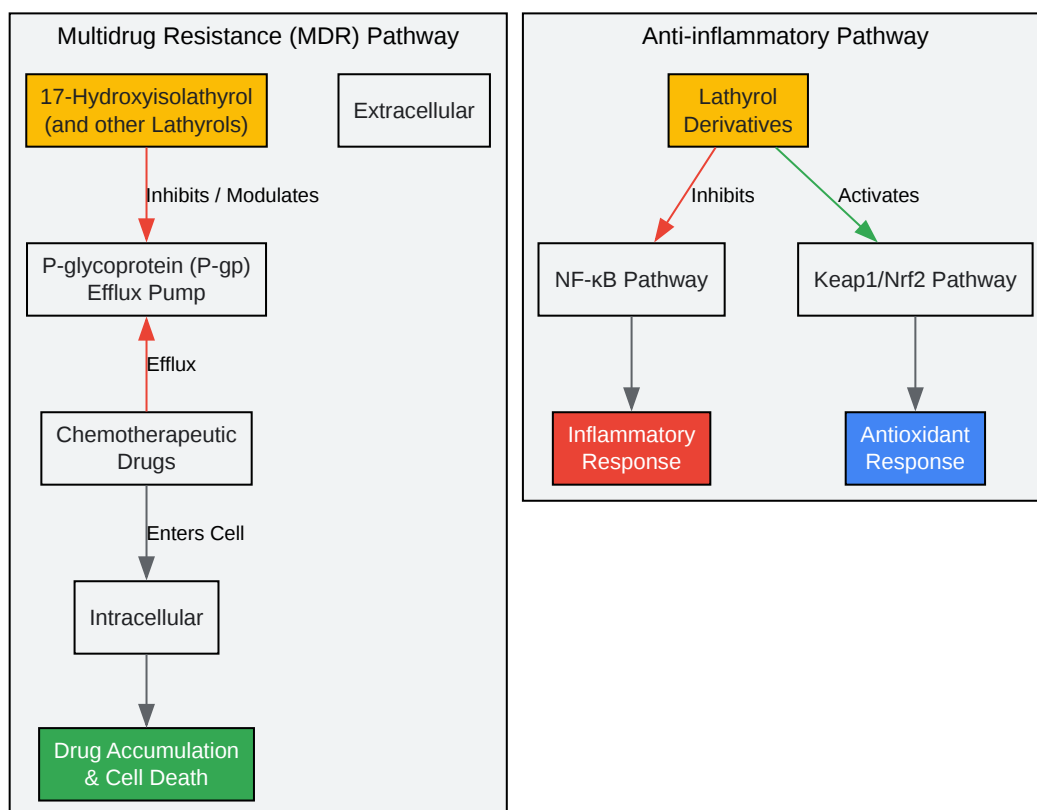 Multidrug Resistance (MDR) Pathway
17-Hydroxyisolathyrol
(and other Lathyrols)
Extracellular
Inhibits / Modulates
P-glycoprotein (P-gp)
Efflux Pump
Efflux
Chemotherapeutic
Drugs
Enters Cell
Intracellular
Drug Accumulation
& Cell Death
Anti-inflammatory Pathway
Lathyrol
Derivatives
Inhibits
Activates
NF-κB Pathway
Keap1/Nrf2 Pathway
Inflammatory
Response
Antioxidant
Response